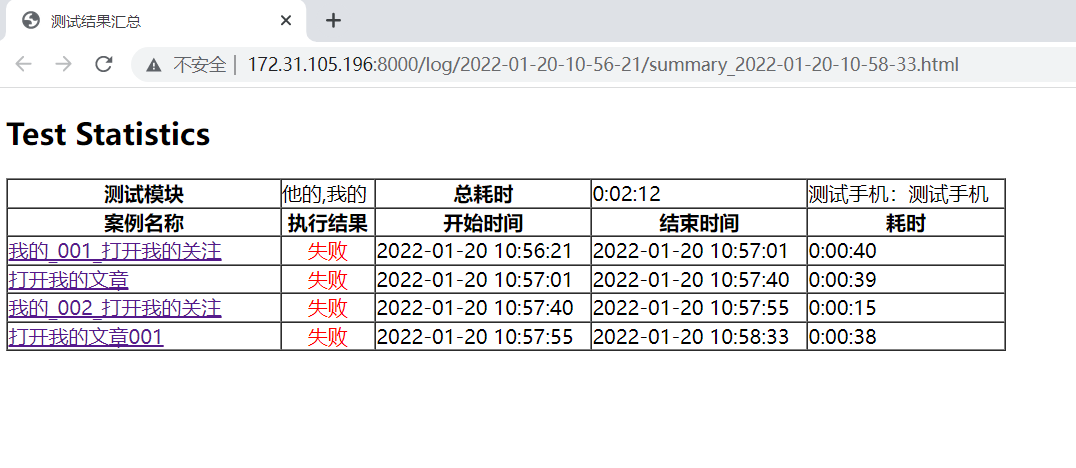 测试结果汇总
不安全 | 172.31.105.196:8000/log/2022-01-20-10-56-21/summary_2022-01-20-10-58-33.html
Test Statistics
测试模块 他的,我的 总耗时 0:02:12 测试手机：测试手机
案例名称 执行结果 开始时间 结束时间 耗时
我的_001_打开我的关注 失败 2022-01-20 10:56:21 2022-01-20 10:57:01 0:00:40
打开我的文章 失败 2022-01-20 10:57:01 2022-01-20 10:57:40 0:00:39
我的_002_打开我的关注 失败 2022-01-20 10:57:40 2022-01-20 10:57:55 0:00:15
打开我的文章001 失败 2022-01-20 10:57:55 2022-01-20 10:58:33 0:00:38